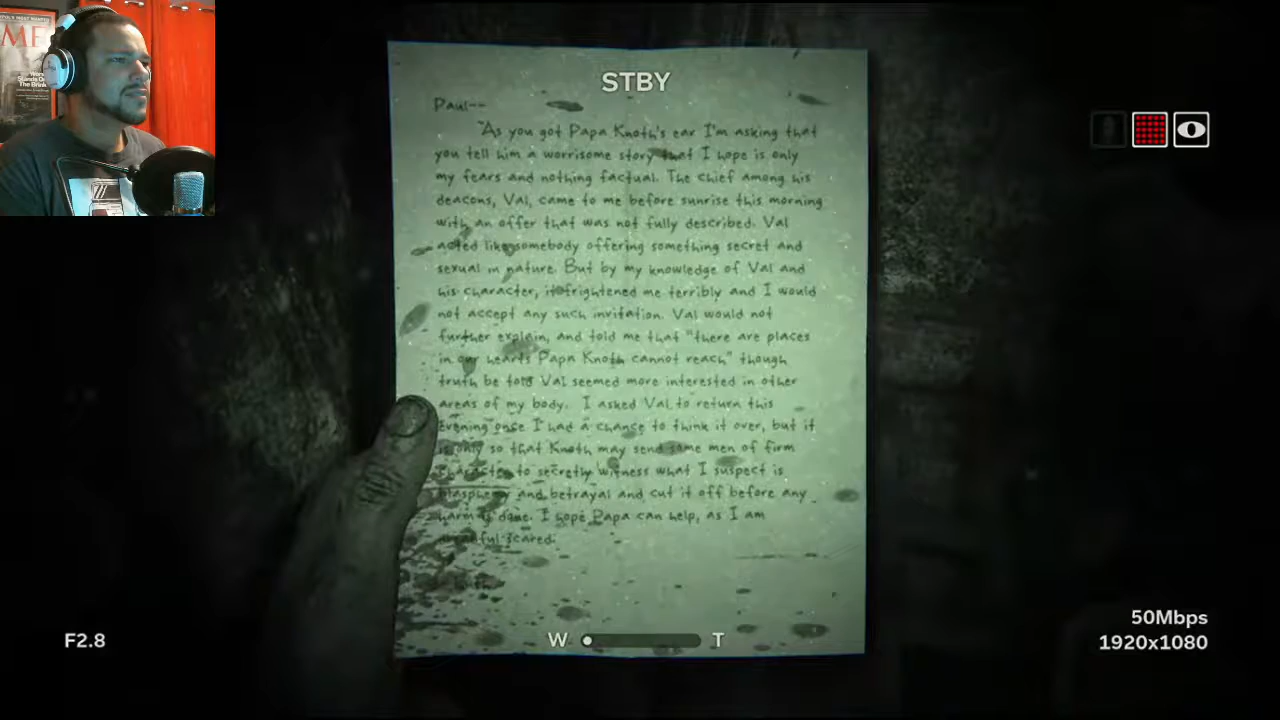 ME
STBY
Paul--
"As you got Papa Knoth's ear I'm asking that
you tell him a worrisome story that I hope is only
my fears and nothing factual. The chief among his
deacons, Val, came to me before sunrise this morning
with an offer that was not fully described. Val
acted like somebody offering something secret and
sexual in nature. But by my knowledge of Val and
his character, it frightened me terribly and I would
not accept any such invitation. Val would not
further explain, and told me that "there are places
in our hearts Papa Knoth cannot reach" though
truth be told Val seemed more interested in other
areas of my body. I asked Val to return this
evening once I had a chance to think it over, but it
is only so that Knoth may send some men of firm
character to secretly witness what I suspect is
blasphemy and betrayal and cut it off before any
harm is done. I hope Papa can help, as I am
scared.
50Mbps
F2.8
W
T
1920x1080